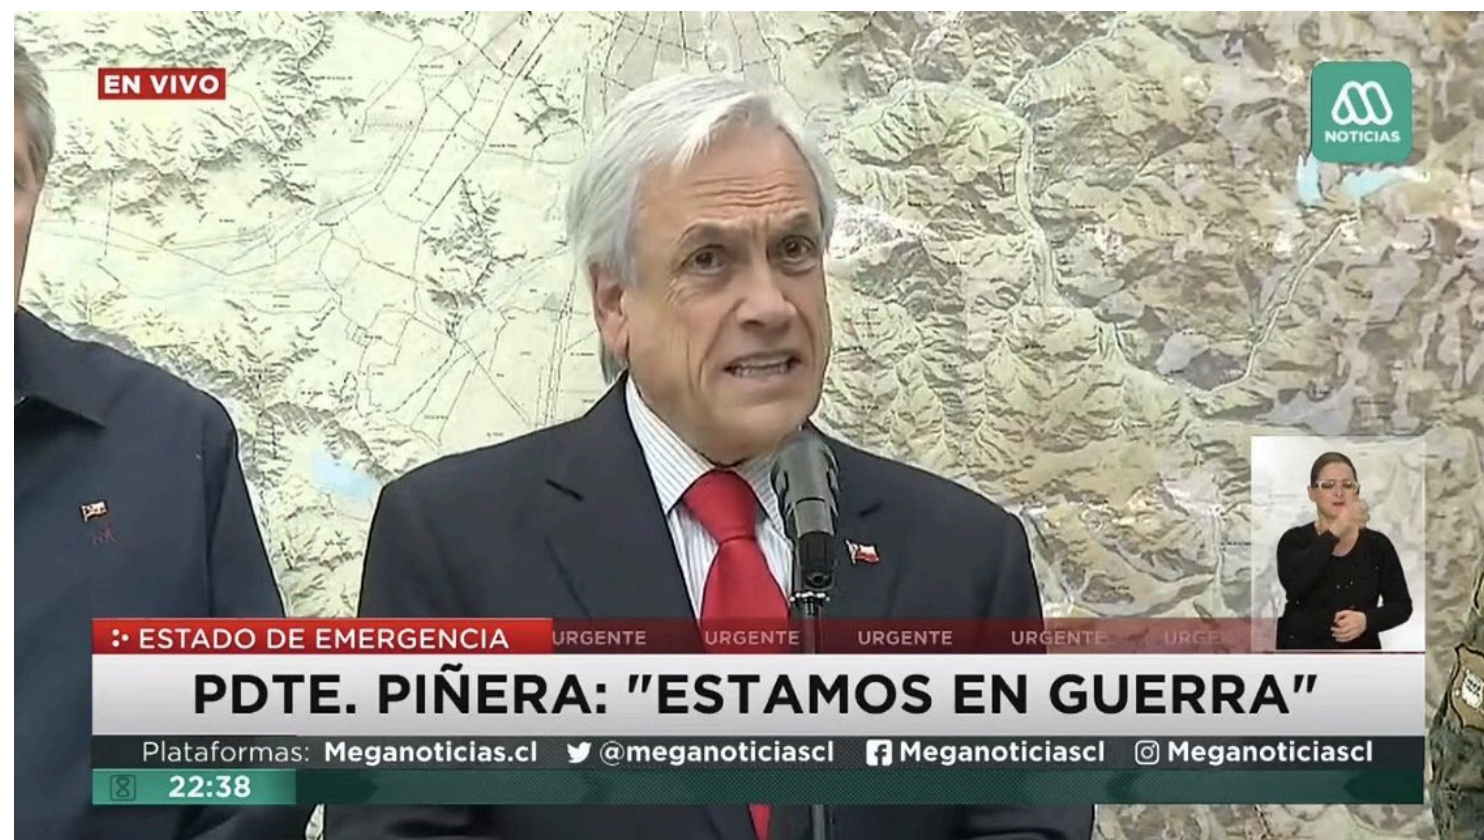 EN VIVO
NOTICIAS
ESTADO DE EMERGENCIA
URGENTE URGENTE URGENTE URGENTE
PDTE. PIÑERA: "ESTAMOS EN GUERRA"
Plataformas: Meganoticias.cl @meganoticiascl Meganoticiascl Meganoticiascl
22:38